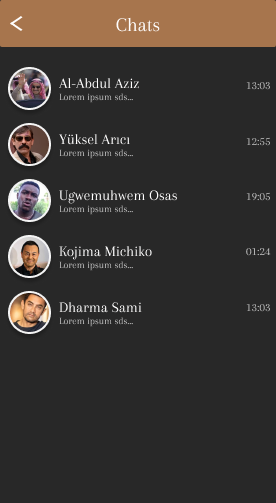 Chats
Al-Abdul Aziz
13:03
Lorem ipsum sds...
Yüksel Arıcı
12:55
Lorem ipsum sds...
Ugwemuhwem Osas
19:05
Lorem ipsum sds...
Kojima Michiko
01:24
Lorem ipsum sds...
Dharma Sami
13:03
Lorem ipsum sds...